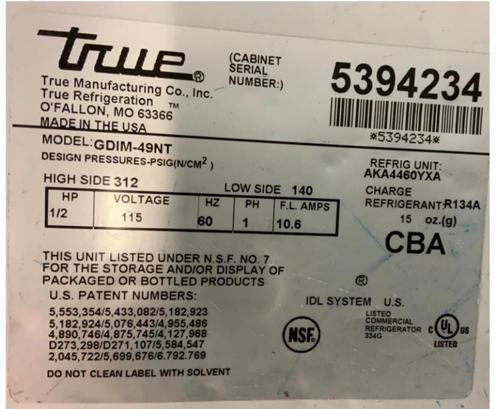 true®
(CABINET
SERIAL
NUMBER:)
5394234
True Manufacturing Co., Inc.
True Refrigeration ™
O'FALLON, MO 63366
MADE IN THE USA
*5394234*
MODEL:GDIM-49NT
DESIGN PRESSURES-PSIG(N/CM²)
REFRIG UNIT:
AKA4460YXA
HIGH SIDE 312
LOW SIDE 140
CHARGE
REFRIGERANT:R134A
15 oz.(g)
HP VOLTAGE HZ PH F.L. AMPS
1/2 115 60 1 10.6
CBA
THIS UNIT LISTED UNDER N.S.F. NO. 7
FOR THE STORAGE AND/OR DISPLAY OF
PACKAGED OR BOTTLED PRODUCTS
®
U.S. PATENT NUMBERS:
IDL SYSTEM U.S.
5,553,354/5,433,082/5,182,923
5,182,924/5,076,443/4,955,486
4,890,746/4,875,745/4,127,968
D273,298/D271,107/5,584,547
2,045,722/5,699,676/6.792.769
NSF
LISTED
COMMERCIAL
REFRIGERATOR
334G
C UL US
LISTED
DO NOT CLEAN LABEL WITH SOLVENT